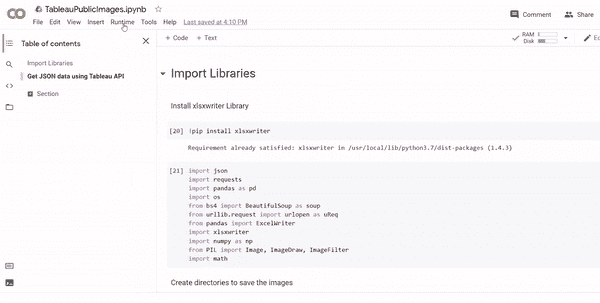 TableauPublicImages.ipynb
File Edit View Insert Runtime Tools Help Last saved at 4:10 PM
Comment Share
Table of contents
+ Code + Text
RAM
Disk
Import Libraries
Get JSON data using Tableau API
Section
Import Libraries
Install xlsxwriter Library
[20] !pip install xlsxwriter
Requirement already satisfied: xlsxwriter in /usr/local/lib/python3.7/dist-packages (1.4.3)
[21] import json
import requests
import pandas as pd
import os
from bs4 import BeautifulSoup as soup
from urllib.request import urlopen as uReq
from pandas import ExcelWriter
import xlsxwriter
import numpy as np
from PIL import Image, ImageDraw, ImageFilter
import math
Create directories to save the images